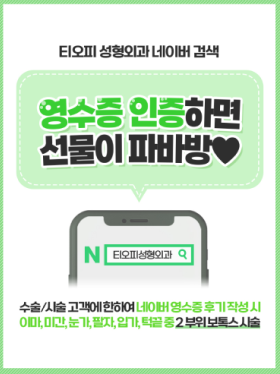 티오피 성형외과 네이버 검색
영수증 인증하면
선물이 파바방♥
N 티오피성형외과
수술/시술 고객에 한하여 네이버 영수증 후기 작성 시
이마, 미간, 눈가, 팔자, 입가, 턱끝 중 2 부위 보톡스 시술